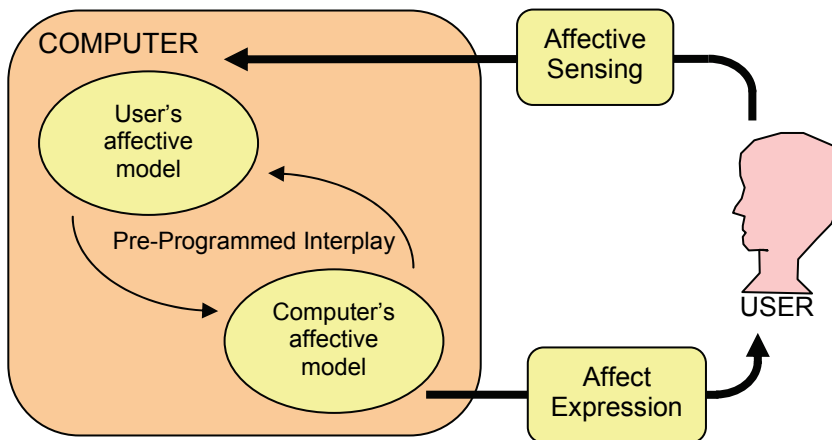 COMPUTER
Affective
Sensing
User’s
affective
model
Pre-Programmed Interplay
Computer’s
affective
model
USER
Affect
Expression